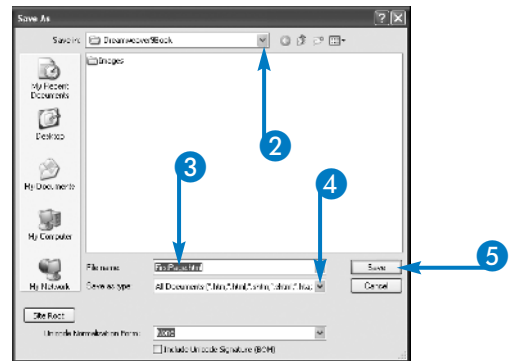 Save As
Save in: Dreamweaver9Book
Images
My Recent
Documents
Desktop
My Documents
My Computer
My Network
2
3
4
5
File name: FirstPage.html
Save as type: All Documents (*.htm;*.html;*.shtm;*.shtml;*.hta;
Save
Cancel
Site Root
Unicode Normalization Form: None
Include Unicode Signature (BOM)